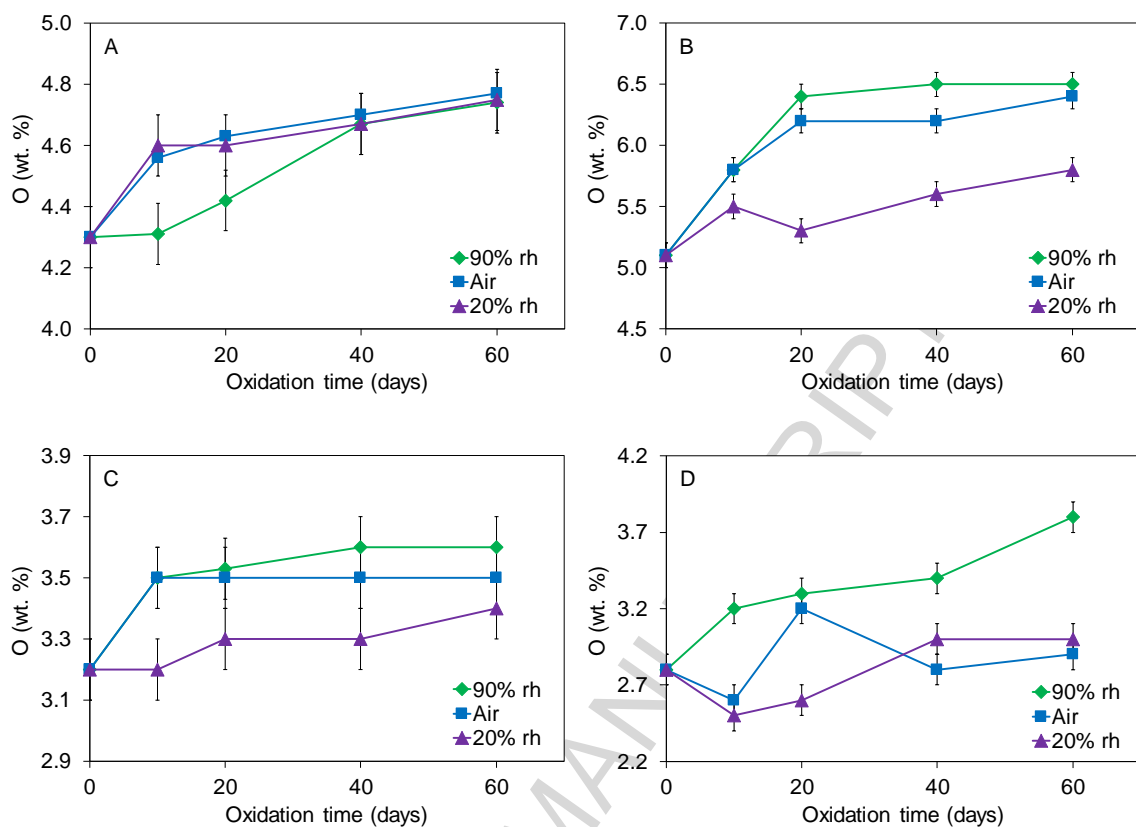 A
O (wt. %)
5.0
4.8
4.6
4.4
4.2
4.0
90% rh
Air
20% rh
0 20 40 60
Oxidation time (days)
B
O (wt. %)
7.0
6.5
6.0
5.5
5.0
4.5
90% rh
Air
20% rh
0 20 40 60
Oxidation time (days)
C
O (wt. %)
3.9
3.7
3.5
3.3
3.1
2.9
90% rh
Air
20% rh
0 20 40 60
Oxidation time (days)
D
O (wt. %)
4.2
3.7
3.2
2.7
2.2
90% rh
Air
20% rh
0 20 40 60
Oxidation time (days)